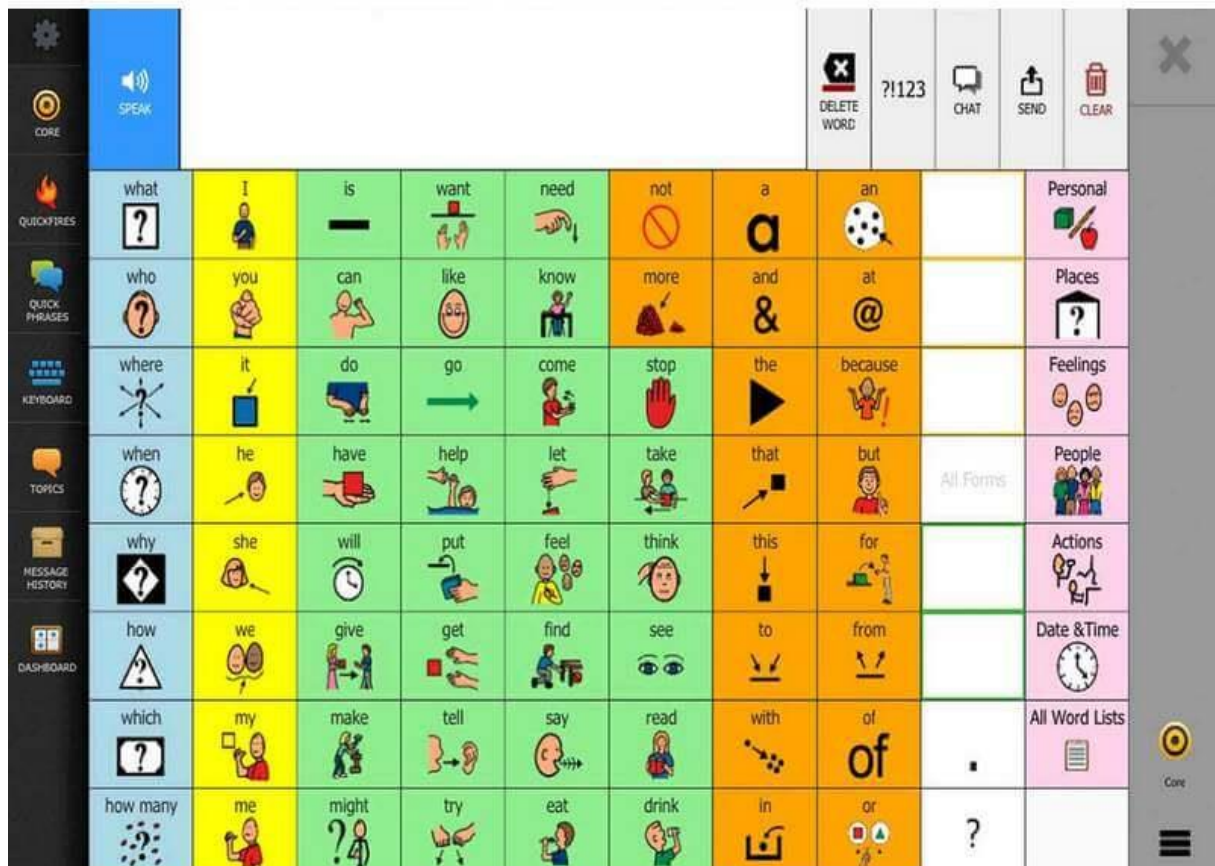 SPEAK
DELETE
WORD
?!123
CHAT
SEND
CLEAR
CORE
QUICKFIRES
QUICK
PHRASES
KEYBOARD
TOPICS
MESSAGE
HISTORY
DASHBOARD
what I is want need not a an Personal
? a
who you can like know more and at Places
? & @ ?
where it do go come stop the because Feelings
? !
when he have help let take that but All Forms People
?
why she will put feel think this for Actions
?
how we give get find see to from Date &Time
?
which my make tell say read with of . All Word Lists
? of
how many me might try eat drink in or ?
? ?
Core